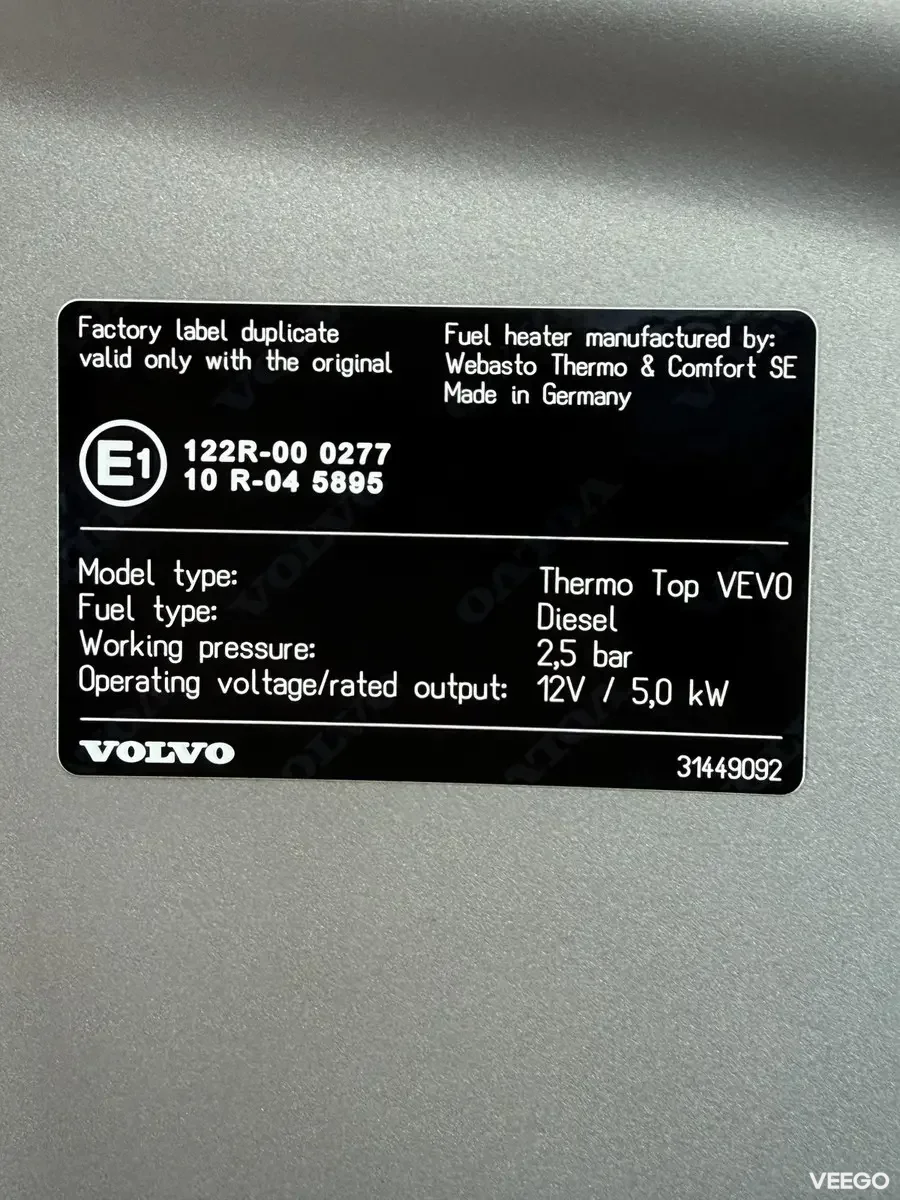 Factory label duplicate
valid only with the original
Fuel heater manufactured by:
Webasto Thermo & Comfort SE
Made in Germany
E1
122R-00 0277
10 R-04 5895
Model type: Thermo Top VEVO
Fuel type: Diesel
Working pressure: 2,5 bar
Operating voltage/rated output: 12V / 5,0 kW
VOLVO 31449092
VEEGO